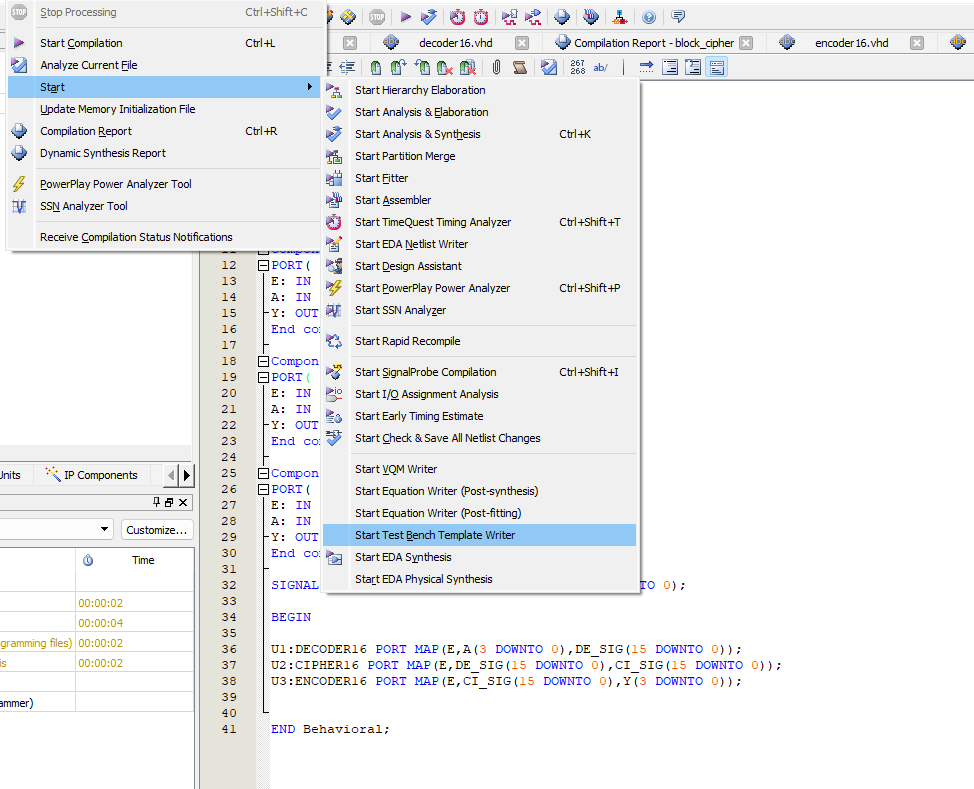 Stop Processing Ctrl+Shift+C
STOP
Start Compilation Ctrl+L
Analyze Current File
Start
Update Memory Initialization File
Compilation Report Ctrl+R
Dynamic Synthesis Report
PowerPlay Power Analyzer Tool
SSN Analyzer Tool
Receive Compilation Status Notifications
decoder16.vhd
Compilation Report - block_cipher
encoder16.vhd
267
268
ab/
Start Hierarchy Elaboration
Start Analysis & Elaboration
Start Analysis & Synthesis Ctrl+K
Start Partition Merge
Start Fitter
Start Assembler
Start TimeQuest Timing Analyzer Ctrl+Shift+T
Start EDA Netlist Writer
Start Design Assistant
Start PowerPlay Power Analyzer Ctrl+Shift+P
Start SSN Analyzer
Start Rapid Recompile
Start SignalProbe Compilation Ctrl+Shift+I
Start I/O Assignment Analysis
Start Early Timing Estimate
Start Check & Save All Netlist Changes
Start VQM Writer
Start Equation Writer (Post-synthesis)
Start Equation Writer (Post-fitting)
Start Test Bench Template Writer
Start EDA Synthesis
Start EDA Physical Synthesis
12 PORT(
13 E: IN
14 A: IN
15 Y: OUT
16 End co
17
18 Compon
19 PORT(
20 E: IN
21 A: IN
22 Y: OUT
23 End co
24
25 Compon
26 PORT(
27 E: IN
28 A: IN
29 Y: OUT
30 End co
31
32 SIGNAL TO 0);
33
34 BEGIN
35
36 U1:DECODER16 PORT MAP(E,A(3 DOWNTO 0),DE_SIG(15 DOWNTO 0));
37 U2:CIPHER16 PORT MAP(E,DE_SIG(15 DOWNTO 0),CI_SIG(15 DOWNTO 0));
38 U3:ENCODER16 PORT MAP(E,CI_SIG(15 DOWNTO 0),Y(3 DOWNTO 0));
39
40
41 END Behavioral;
Units IP Components
Customize...
Time
00:00:02
00:00:04
gramming files) 00:00:02
is 00:00:02
ammer)